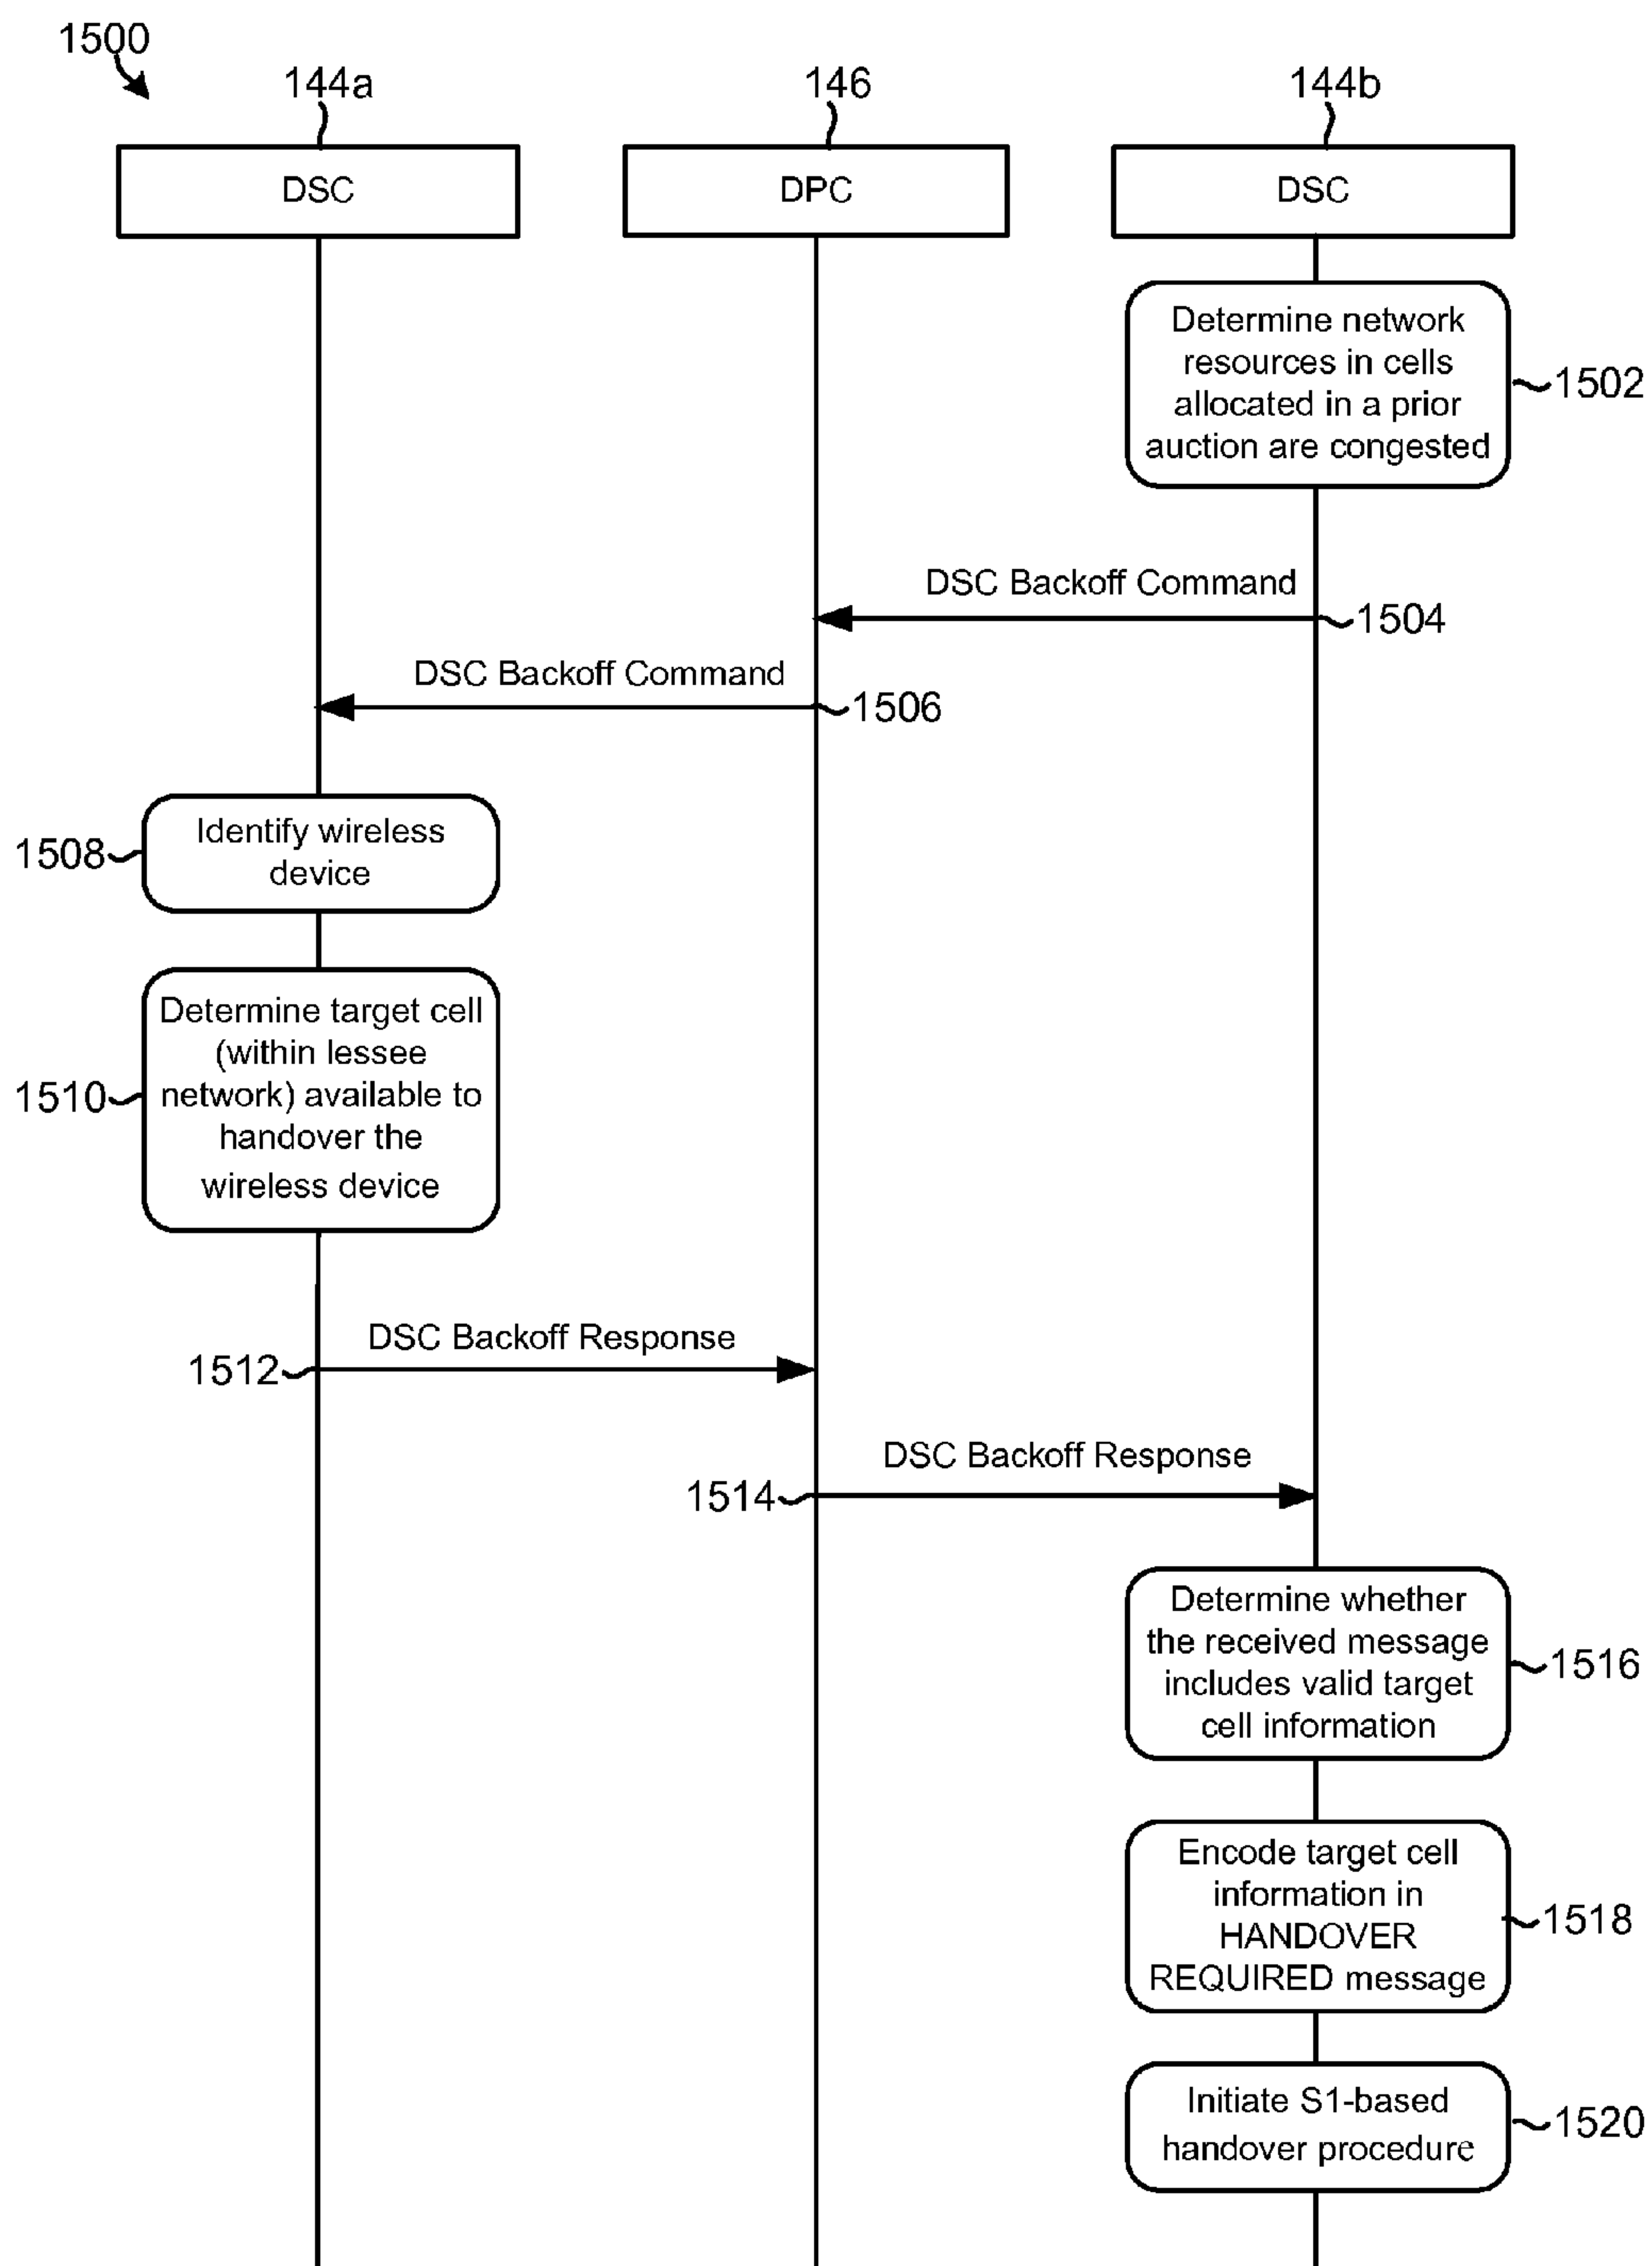 1500
144a
146
144b
DSC
DPC
DSC
Determine network
resources in cells
allocated in a prior
auction are congested
1502
DSC Backoff Command
1504
DSC Backoff Command
1506
Identify wireless
device
1508
Determine target cell
(within lessee
network) available to
handover the
wireless device
1510
DSC Backoff Response
1512
DSC Backoff Response
1514
Determine whether
the received message
includes valid target
cell information
1516
Encode target cell
information in
HANDOVER
REQUIRED message
1518
Initiate S1-based
handover procedure
1520